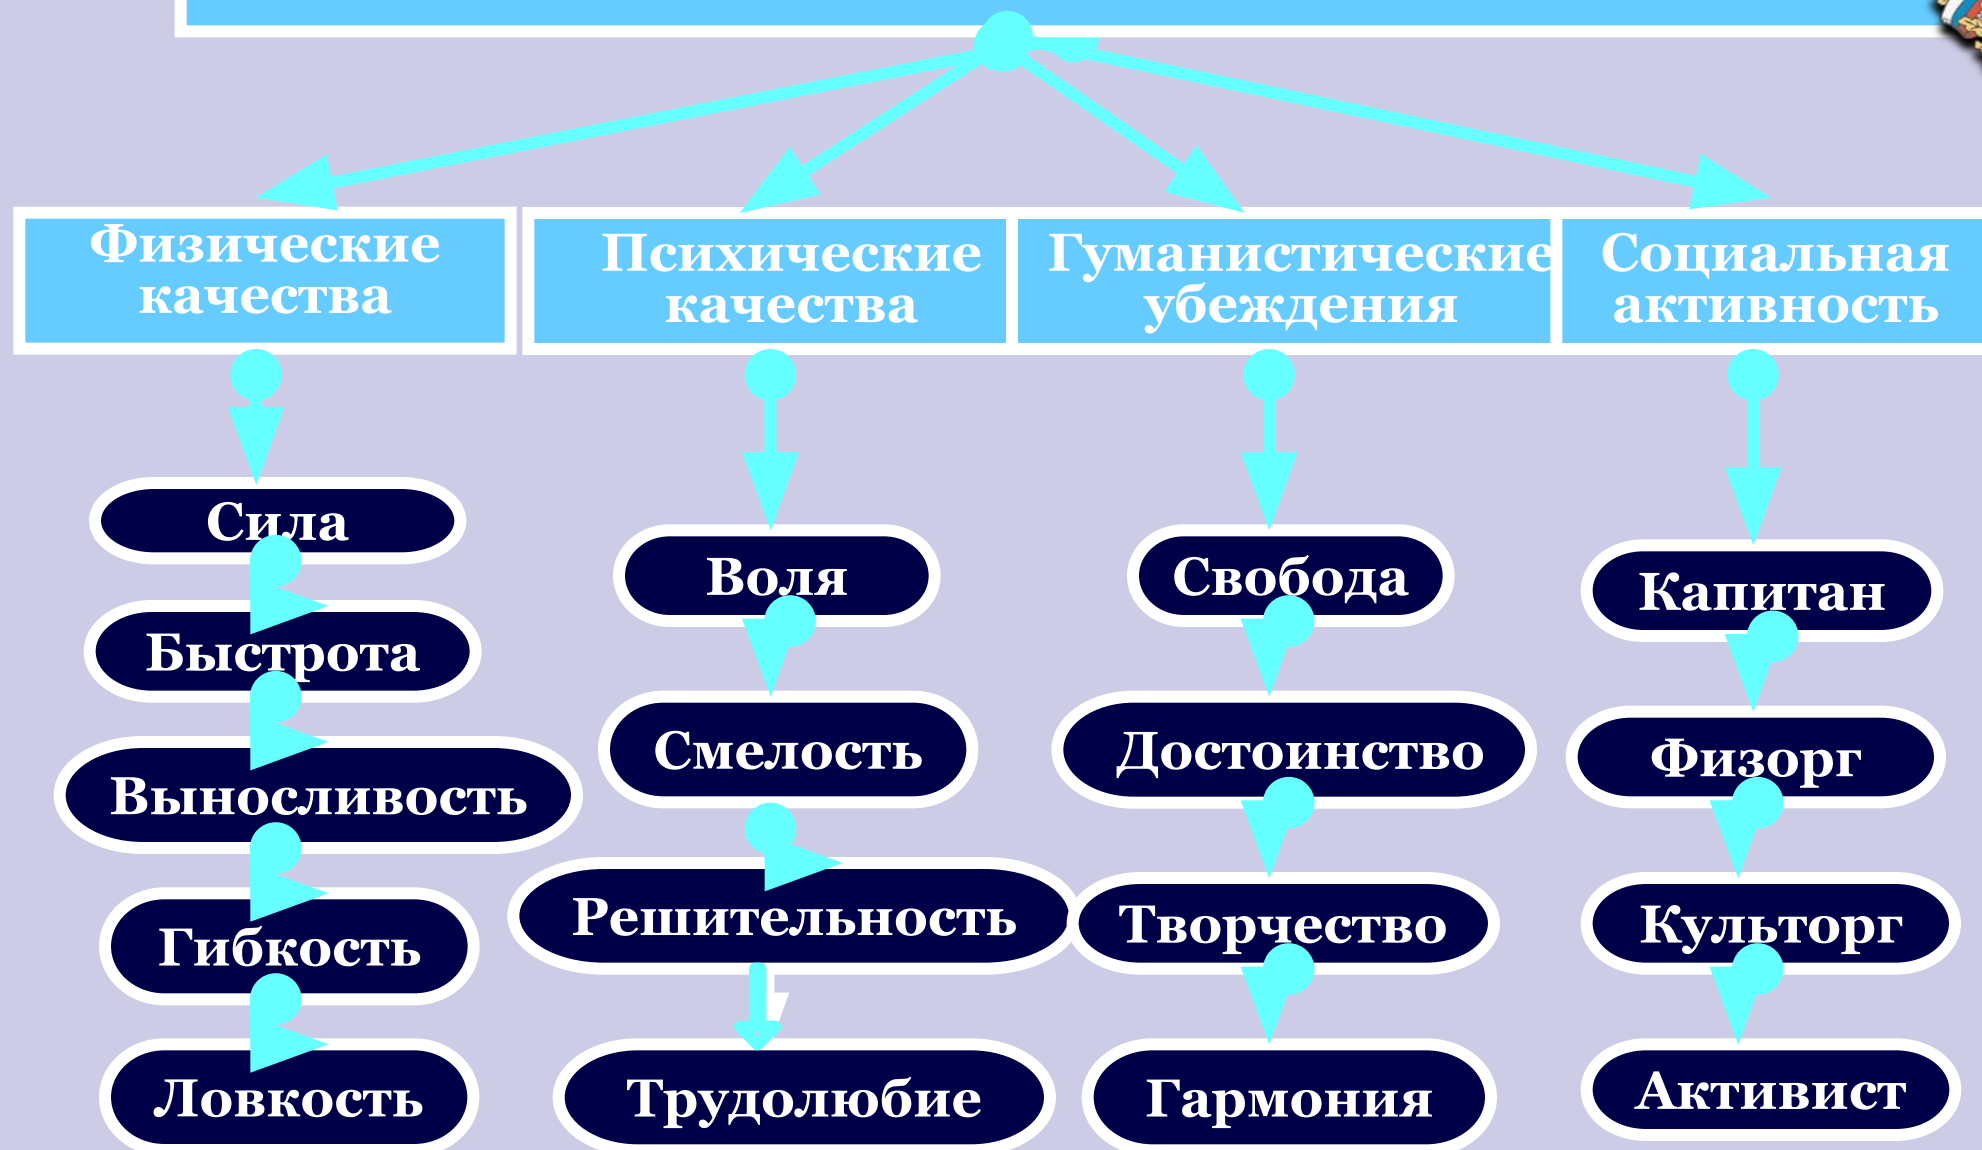 Физические
качества
Психические
качества
Гуманистические
убеждения
Социальная
активность
Сила
Быстрота
Выносливость
Гибкость
Ловкость
Воля
Смелость
Решительность
Трудолюбие
Свобода
Достоинство
Творчество
Гармония
Капитан
Физорг
Культорг
Активист